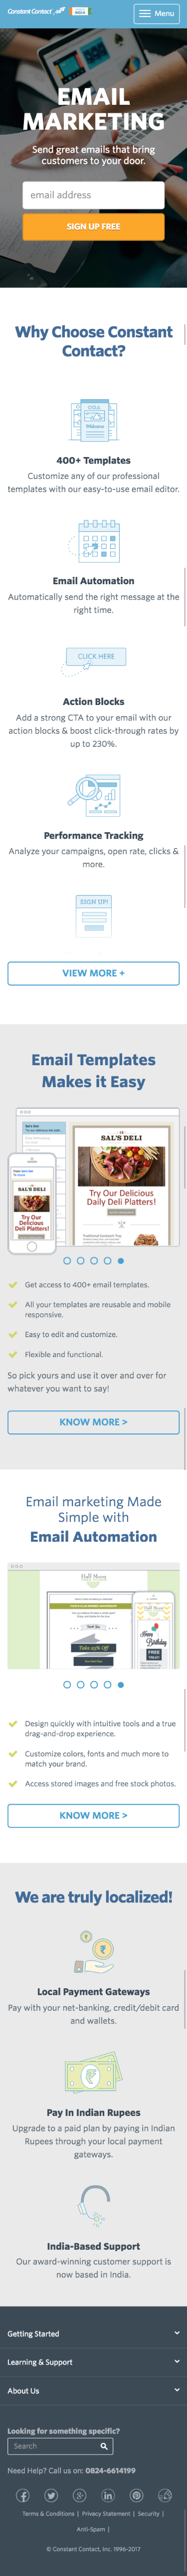 Constant Contact
INDIA
Menu
EMAIL
MARKETING
Send great emails that bring
customers to your door.
email address
SIGN UP FREE
Why Choose Constant
Contact?
Welcome
400+ Templates
Customize any of our professional
templates with our easy-to-use email editor.
Email Automation
Automatically send the right message at the
right time.
CLICK HERE
Action Blocks
Add a strong CTA to your email with our
action blocks & boost click-through rates by
up to 230%.
Performance Tracking
Analyze your campaigns, open rate, clicks &
more.
SIGN UP!
VIEW MORE +
Email Templates
Makes it Easy
SAL'S DELI
Try Our Delicious
Daily Deli Platters!
SAL'S DELI
Try Our
Delicious
Deli Platters!
Get access to 400+ email templates.
All your templates are reusable and mobile
responsive.
Easy to edit and customize.
Flexible and functional.
So pick yours and use it over and over for
whatever you want to say!
KNOW MORE >
Email marketing Made
Simple with
Email Automation
Half Moon
Take 25% Off
Happy
Birthday
FREE
TREAT!
Design quickly with intuitive tools and a true
drag-and-drop experience.
Customize colors, fonts and much more to
match your brand.
Access stored images and free stock photos.
KNOW MORE >
We are truly localized!
Local Payment Gateways
Pay with your net-banking, credit/debit card
and wallets.
Pay In Indian Rupees
Upgrade to a paid plan by paying in Indian
Rupees through your local payment
gateways.
India-Based Support
Our award-winning customer support is
now based in India.
Getting Started
Learning & Support
About Us
Looking for something specific?
Search
Need Help? Call us on: 0824-6614199
Terms & Conditions | Privacy Statement | Security |
Anti-Spam |
© Constant Contact, Inc. 1996-2017